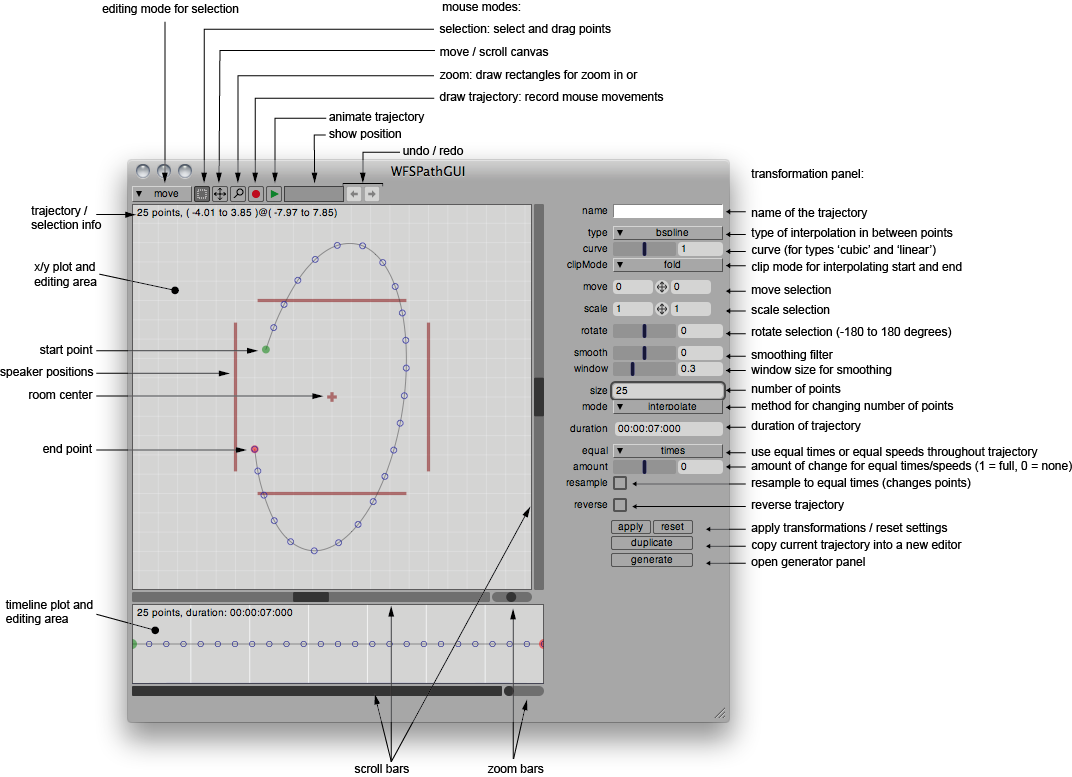 editing mode for selection
mouse modes:
selection: select and drag points
move / scroll canvas
zoom: draw rectangles for zoom in or
draw trajectory: record mouse movements
animate trajectory
show position
undo / redo
WFSPathGUI
transformation panel:
move
trajectory /
selection info
25 points, ( -4.01 to 3.85 )@( -7.97 to 7.85)
x/y plot and
editing area
start point
speaker positions
room center
end point
name
name of the trajectory
type bspline
type of interpolation in between points
curve 1
curve (for types ‘cubic’ and ‘linear’)
clipMode fold
clip mode for interpolating start and end
move 0 0
move selection
scale 1 1
scale selection
rotate 0
rotate selection (-180 to 180 degrees)
smooth 0
smoothing filter
window 0.3
window size for smoothing
size 25
number of points
mode interpolate
method for changing number of points
duration 00:00:07:000
duration of trajectory
equal times
use equal times or equal speeds throughout trajectory
amount 0
amount of change for equal times/speeds (1 = full, 0 = none)
resample
resample to equal times (changes points)
reverse
reverse trajectory
apply reset
apply transformations / reset settings
duplicate
copy current trajectory into a new editor
generate
open generator panel
timeline plot and
editing area
25 points, duration: 00:00:07:000
scroll bars
zoom bars